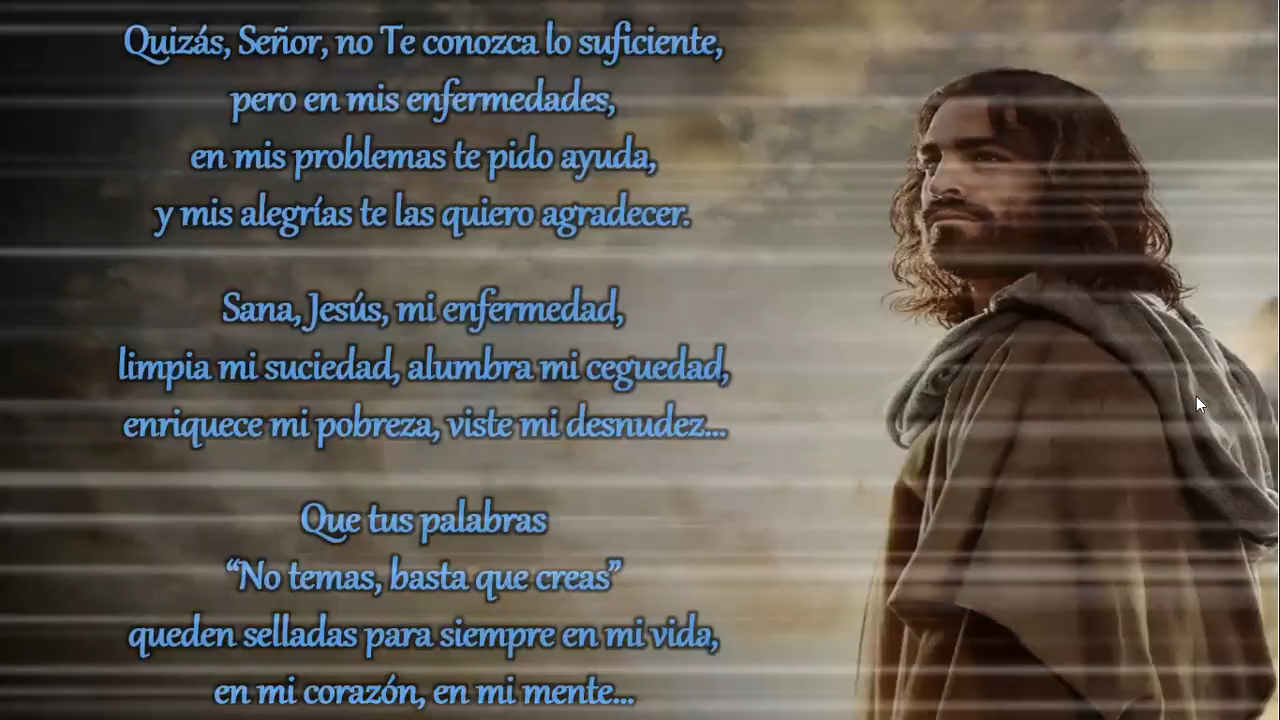 Quizás, Señor, no Te conozca lo suficiente,
pero en mis enfermedades,
en mis problemas te pido ayuda,
y mis alegrías te las quiero agradecer.
Sana, Jesús, mi enfermedad,
limpia mi suciedad, alumbra mi ceguedad,
enriquece mi pobreza, viste mi desnudez...
Que tus palabras
“No temas, basta que creas”
queden selladas para siempre en mi vida,
en mi corazón, en mi mente...